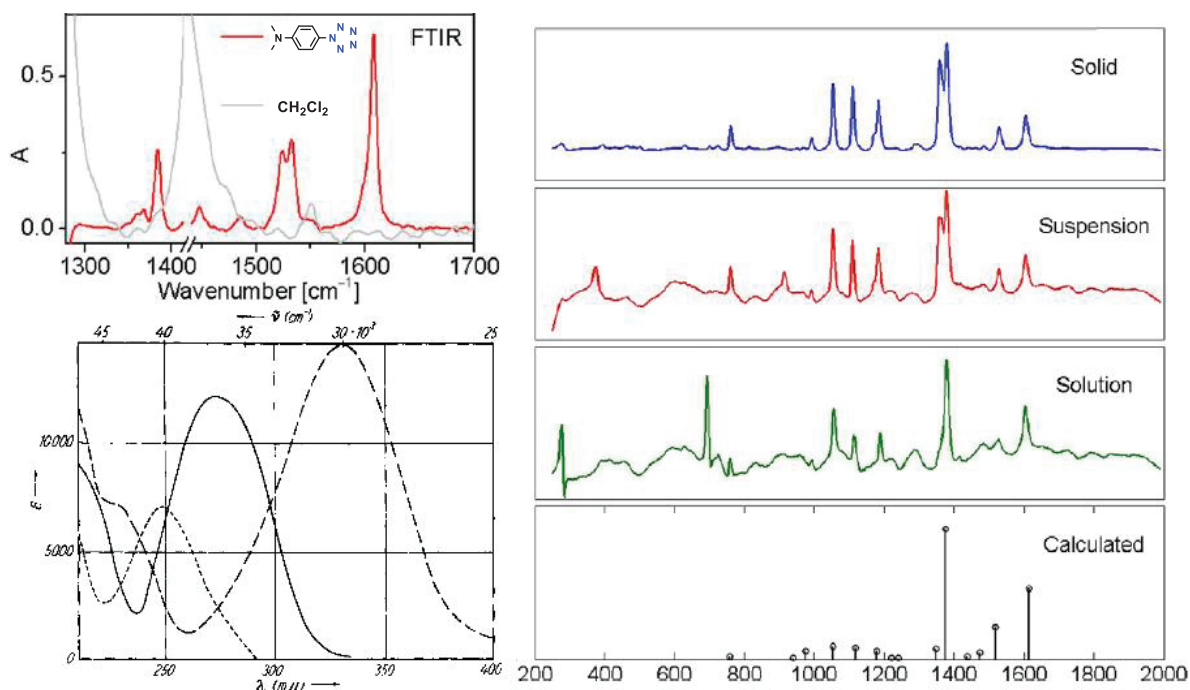 FTIR
N
N
N
N
N
N
CH₂Cl₂
0.5
A
0.0
1300
1400
1500
1600
1700
Wavenumber [cm⁻¹]
ν̃ (cm⁻¹)
45
40
35
30·10³
25
10000
5000
0
ε
250
300
350
400
Solid
Suspension
Solution
Calculated
200
400
600
800
1000
1200
1400
1600
1800
2000